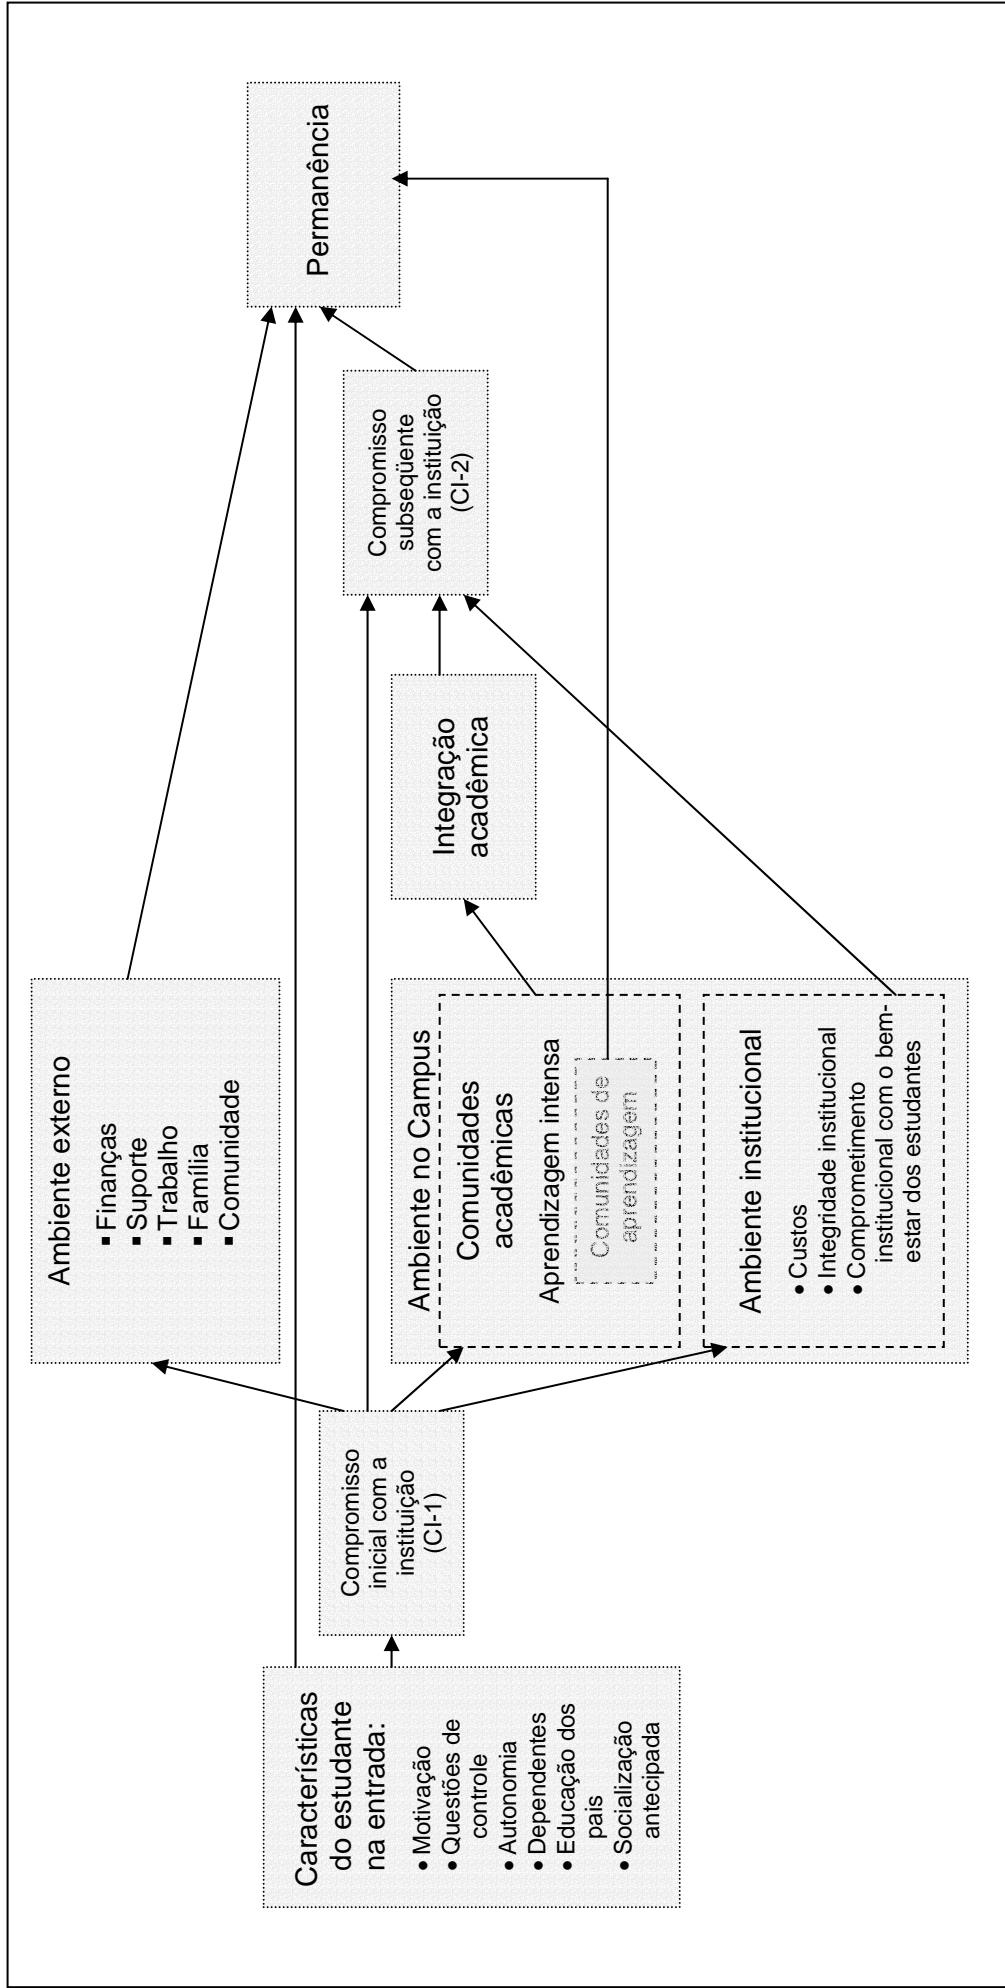 Características
do estudante
na entrada:
• Motivação
• Questões de
controle
• Autonomia
• Dependentes
• Educação dos
pais
• Socialização
antecipada
Compromisso
inicial com a
instituição
(CI-1)
Ambiente externo
▪ Finanças
▪ Suporte
▪ Trabalho
▪ Família
▪ Comunidade
Ambiente no Campus
Comunidades
acadêmicas
Aprendizagem intensa
Comunidades de
aprendizagem
Ambiente institucional
• Custos
• Integridade institucional
• Comprometimento
institucional com o bem-
estar dos estudantes
Integração
acadêmica
Compromisso
subseqüente
com a instituição
(CI-2)
Permanência